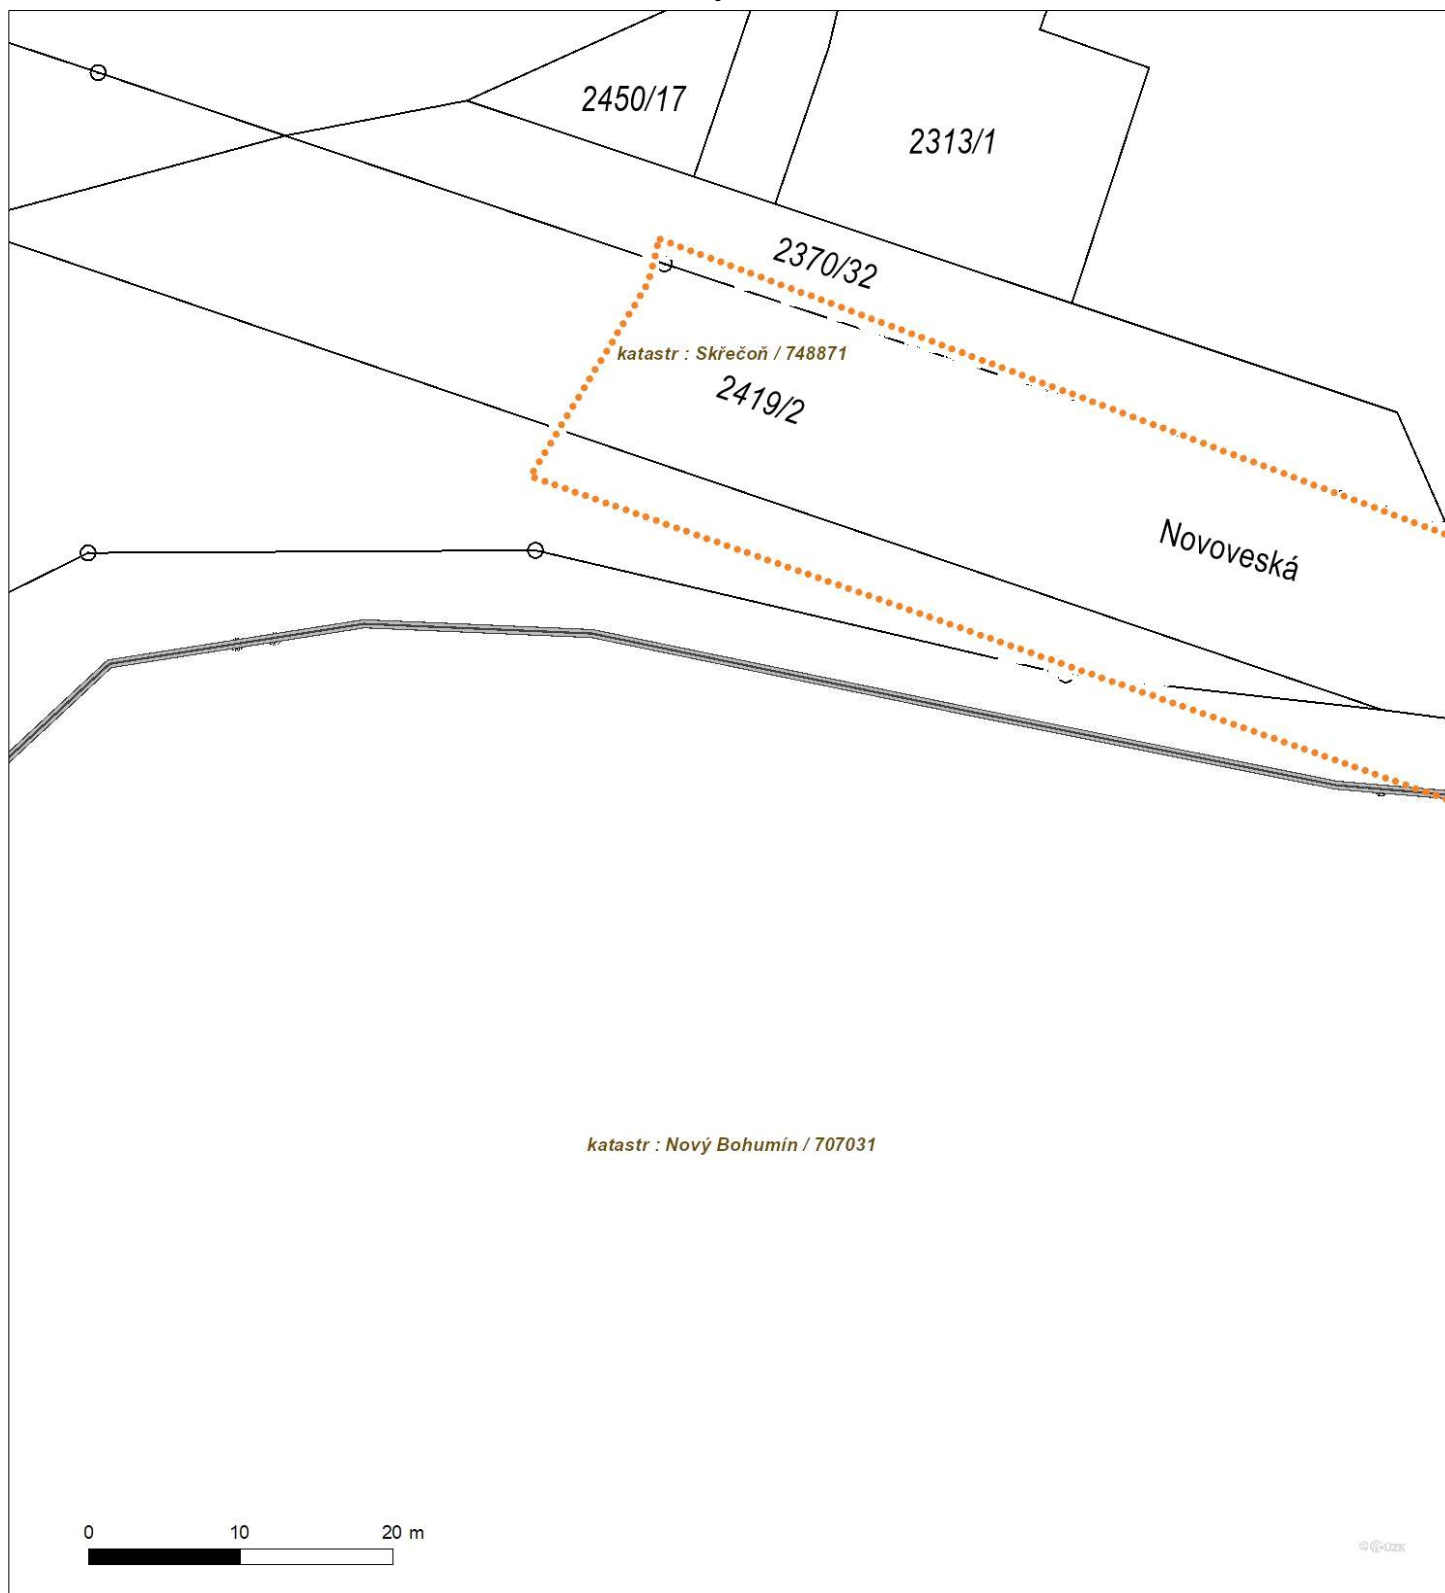 2450/17
2313/1
2370/32
katastr : Skřečoň / 748871
2419/2
Novoveská
katastr : Nový Bohumín / 707031
0 10 20 m
© ČÚZK